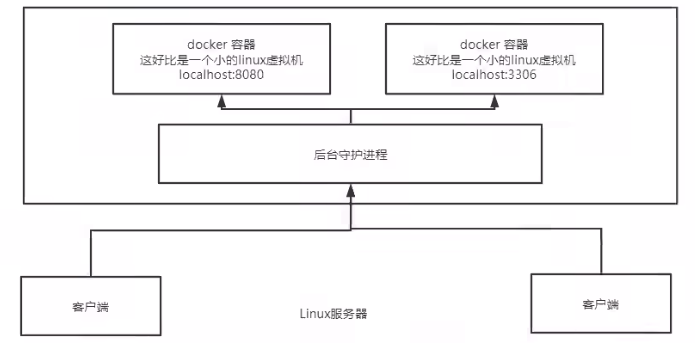 docker 容器
这好比是一个小的linux虚拟机
localhost:8080
docker 容器
这好比是一个小的linux虚拟机
localhost:3306
后台守护进程
客户端
Linux服务器
客户端